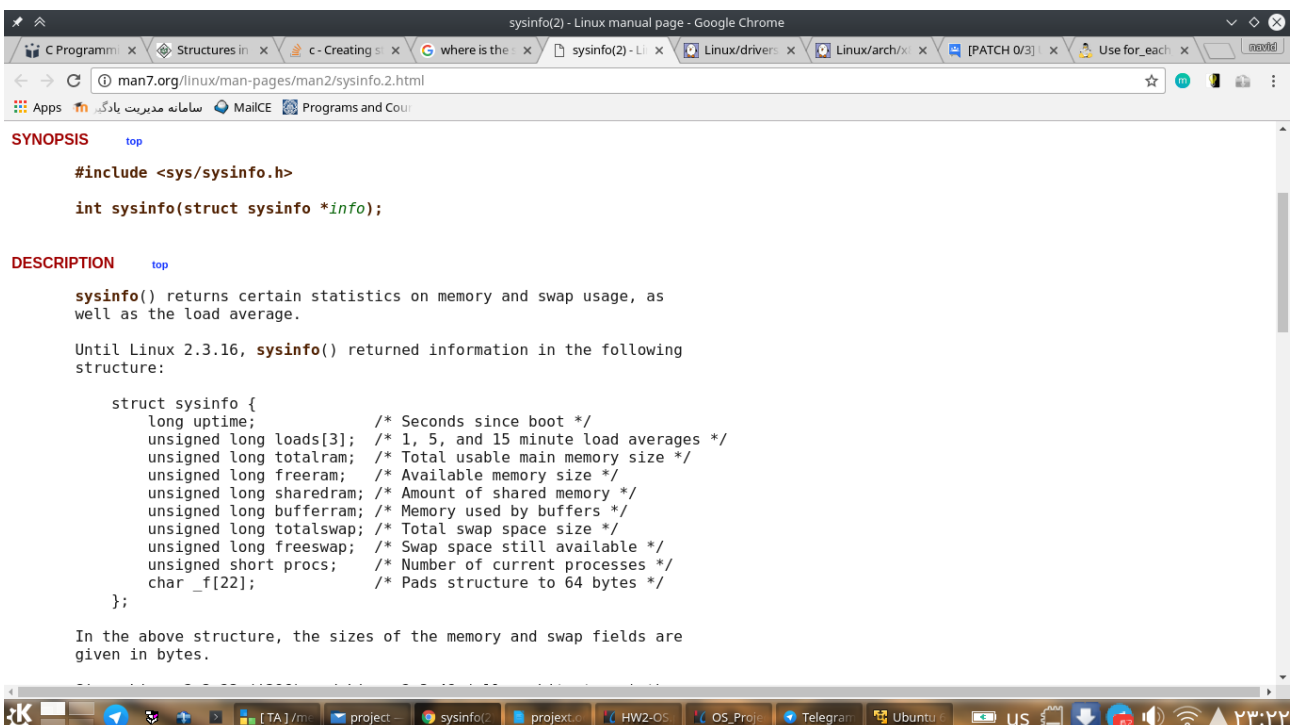 sysinfo(2) - Linux manual page - Google Chrome
C Programmi
Structures in
c - Creating s
where is the s
sysinfo(2) - Li
Linux/drivers
Linux/arch/x
[PATCH 0/3]
Use for_each
navid
man7.org/linux/man-pages/man2/sysinfo.2.html
Apps
سامانه مدیریت یادگیر
MailCE
Programs and Cour
SYNOPSIS top
#include <sys/sysinfo.h>
int sysinfo(struct sysinfo *info);
DESCRIPTION top
sysinfo() returns certain statistics on memory and swap usage, as
well as the load average.
Until Linux 2.3.16, sysinfo() returned information in the following
structure:
struct sysinfo {
long uptime; /* Seconds since boot */
unsigned long loads[3]; /* 1, 5, and 15 minute load averages */
unsigned long totalram; /* Total usable main memory size */
unsigned long freeram; /* Available memory size */
unsigned long sharedram; /* Amount of shared memory */
unsigned long bufferram; /* Memory used by buffers */
unsigned long totalswap; /* Total swap space size */
unsigned long freeswap; /* Swap space still available */
unsigned short procs; /* Number of current processes */
char _f[22]; /* Pads structure to 64 bytes */
};
In the above structure, the sizes of the memory and swap fields are
given in bytes.
[ TA ] /m
project —
sysinfo(2
projext.c
HW2-OS
OS_Proje
Telegram
Ubuntu 6
US
۲۳:۲۲